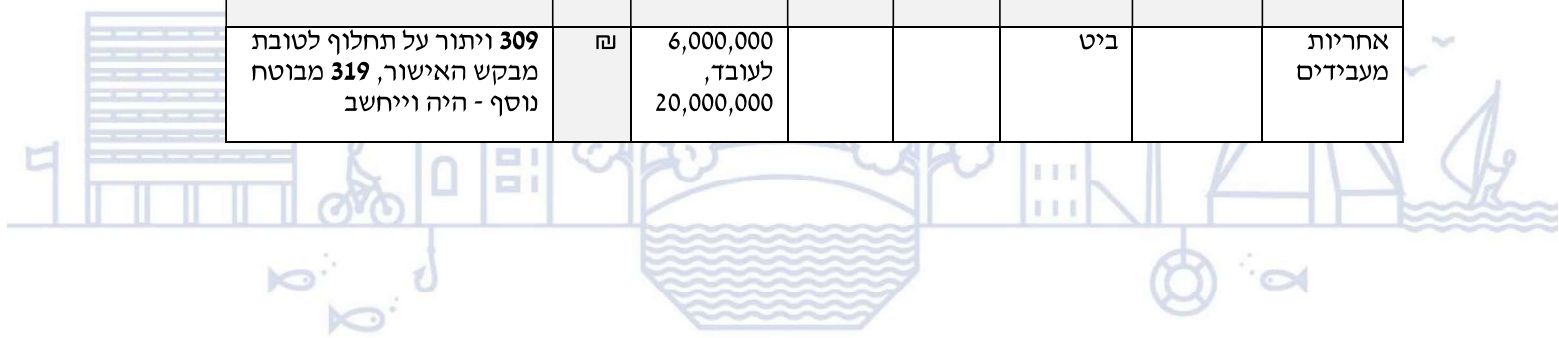 אחריות
מעבידים
ביט
6,000,000
לעובד,
20,000,000
₪
309 ויתור על תחלוף לטובת
מבקש האישור, 319 מבוטח
נוסף - היה וייחשב